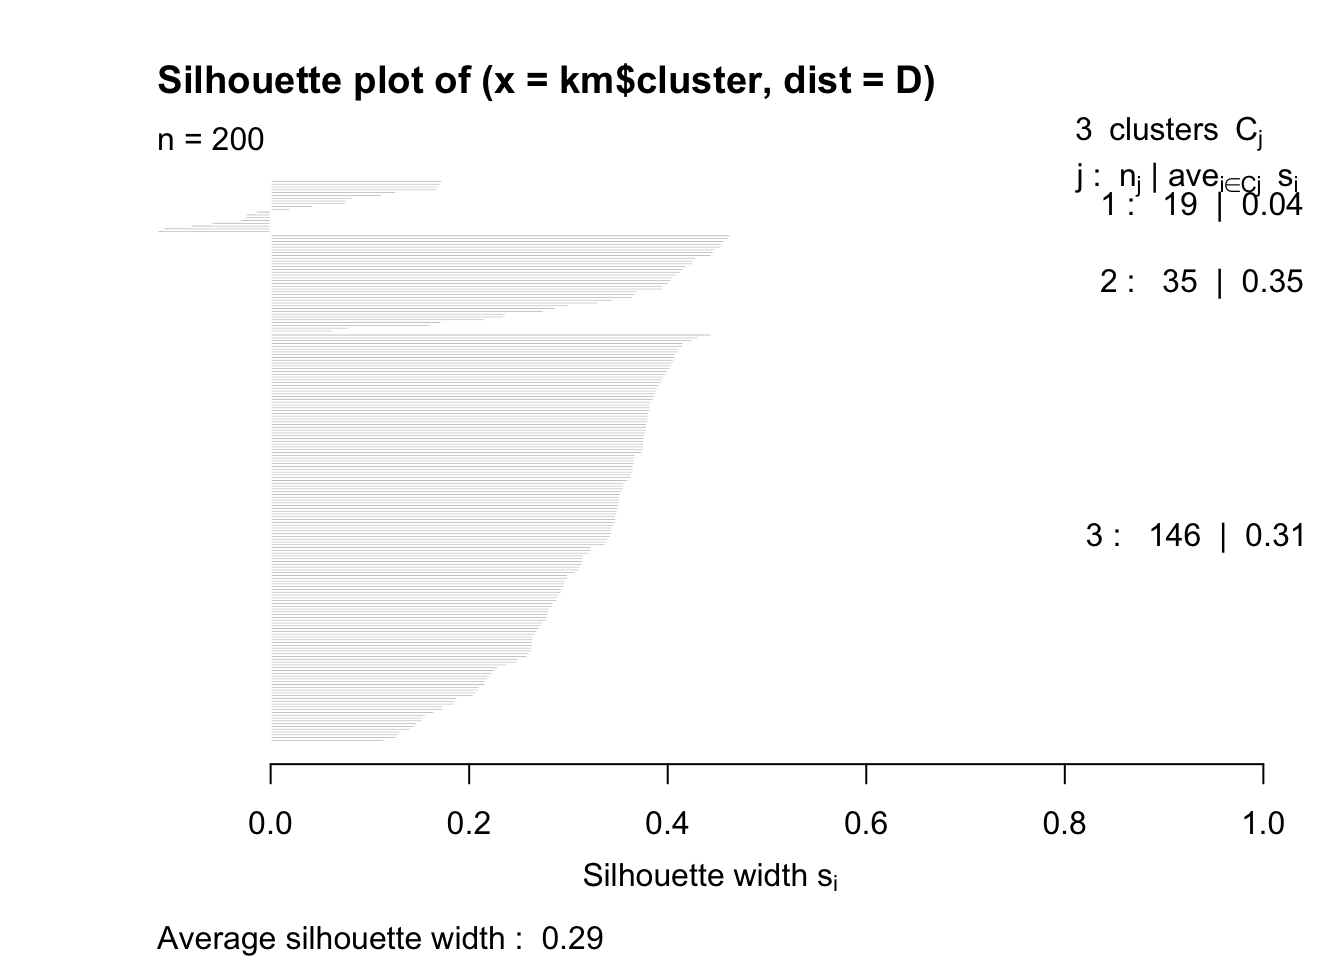 Silhouette plot of (x = km$cluster, dist = D)
n = 200
3 clusters Cj
j : nj | avei∈Cj si
1 : 19 | 0.04
2 : 35 | 0.35
3 : 146 | 0.31
0.0 0.2 0.4 0.6 0.8 1.0
Silhouette width si
Average silhouette width : 0.29